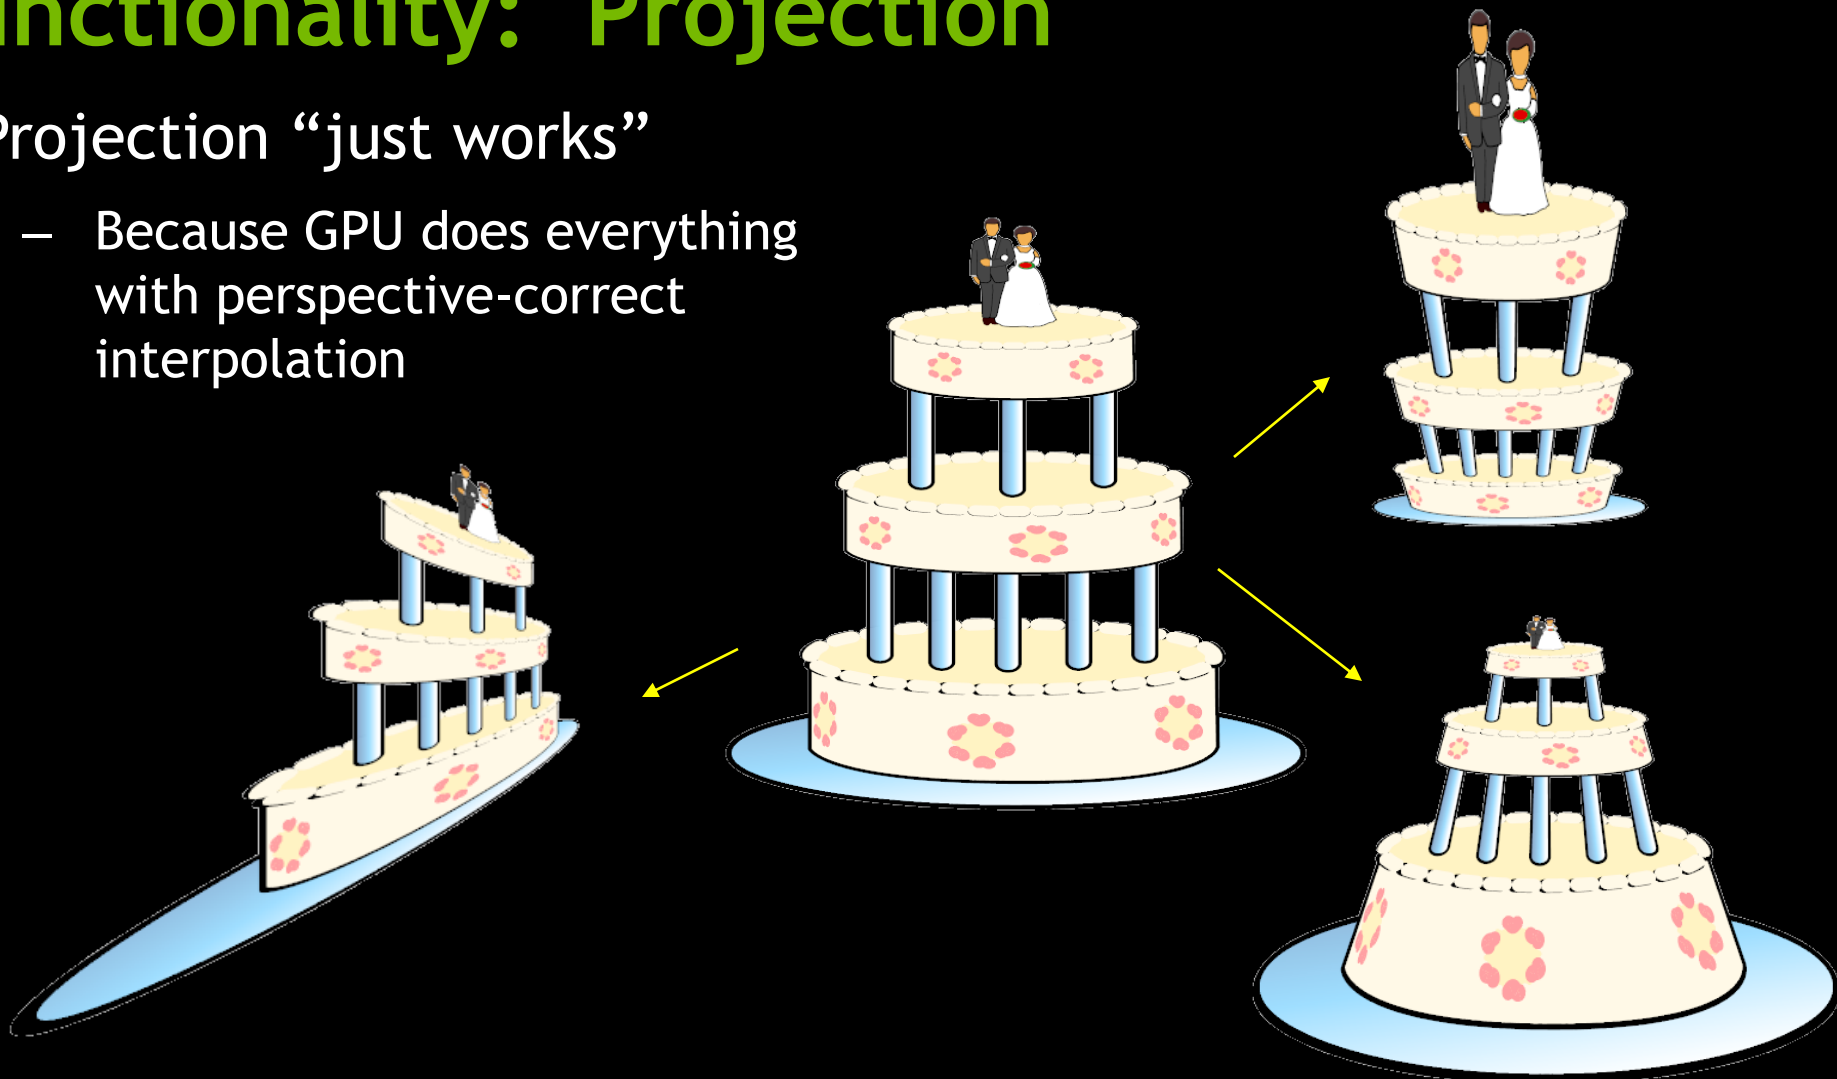 nctionality: Projection
Projection “just works”
– Because GPU does everything
with perspective-correct
interpolation